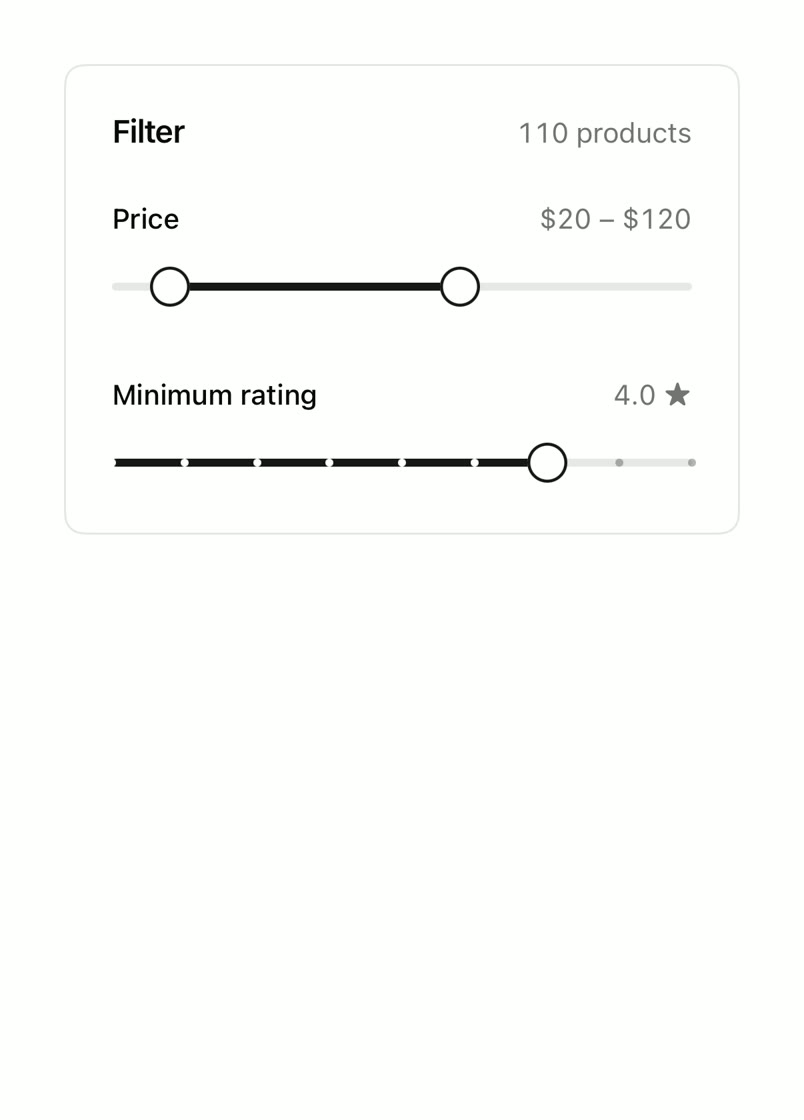 Filter
110 products
Price
$20 – $120
Minimum rating
4.0 ★